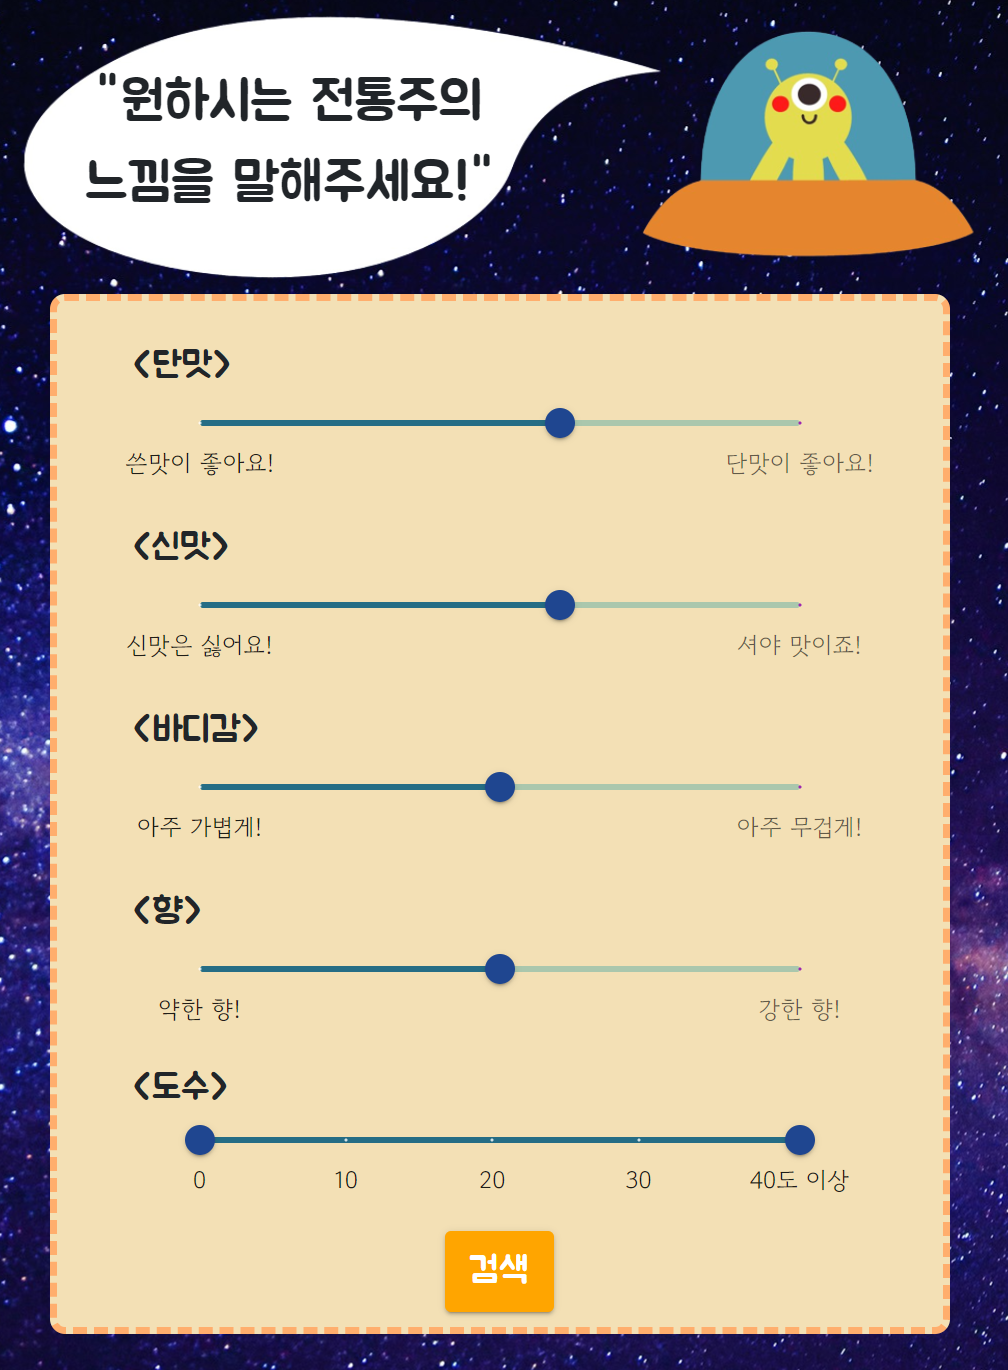 "원하시는 전통주의
느낌을 말해주세요!"
<단맛>
쓴맛이 좋아요! 단맛이 좋아요!
<신맛>
신맛은 싫어요! 셔야 맛이죠!
<바디감>
아주 가볍게! 아주 무겁게!
<향>
약한 향! 강한 향!
<도수>
0 10 20 30 40도 이상
검색